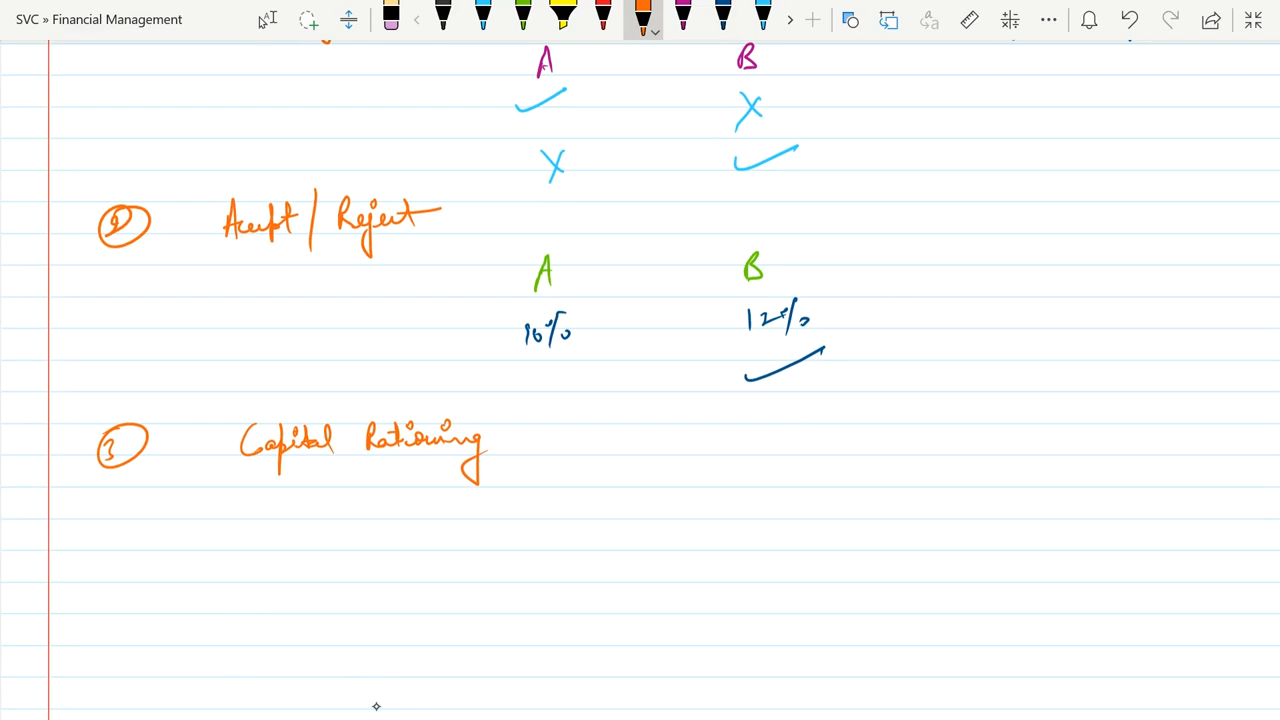 SVC » Financial Management
A B
✓ X
X ✓
② Accept / Reject
A B
10% 12%
✓
③ Capital Rationing